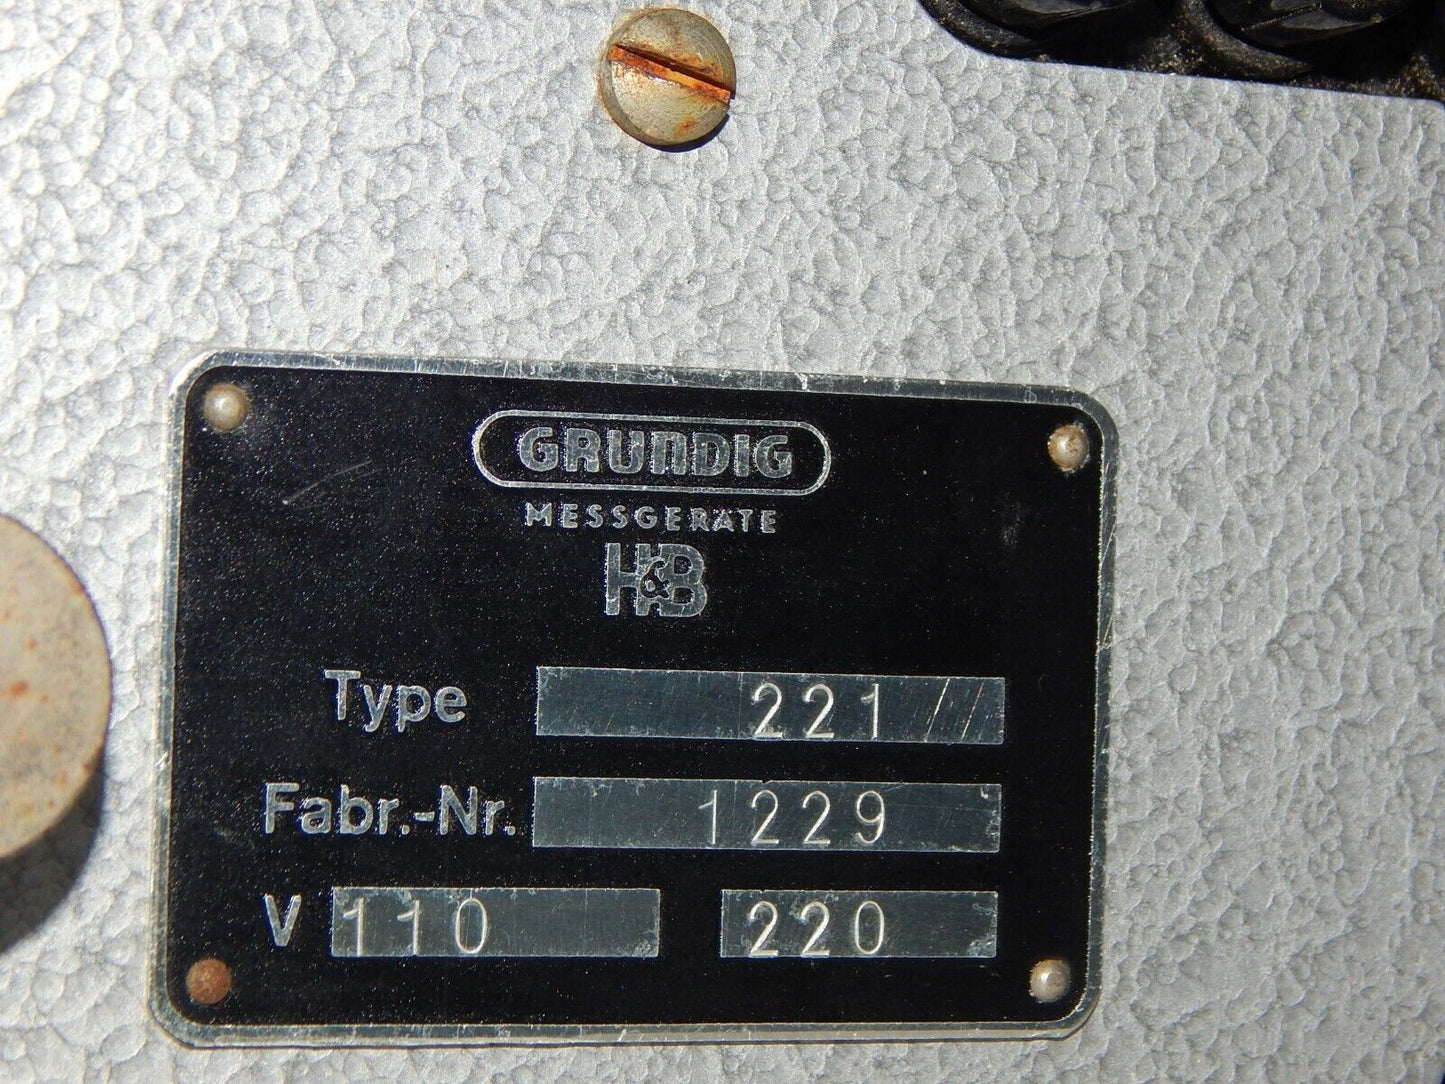 GRUNDIG
MESSGERÄTE
H&B
Type 221
Fabr.-Nr. 1229
V 110 220